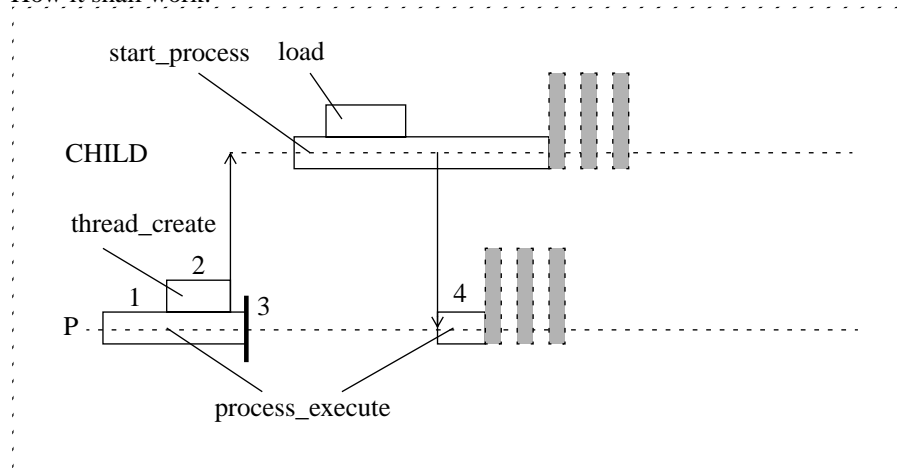 How it shall work:
start_process load
CHILD
thread_create
2
1 3 4
P
process_execute